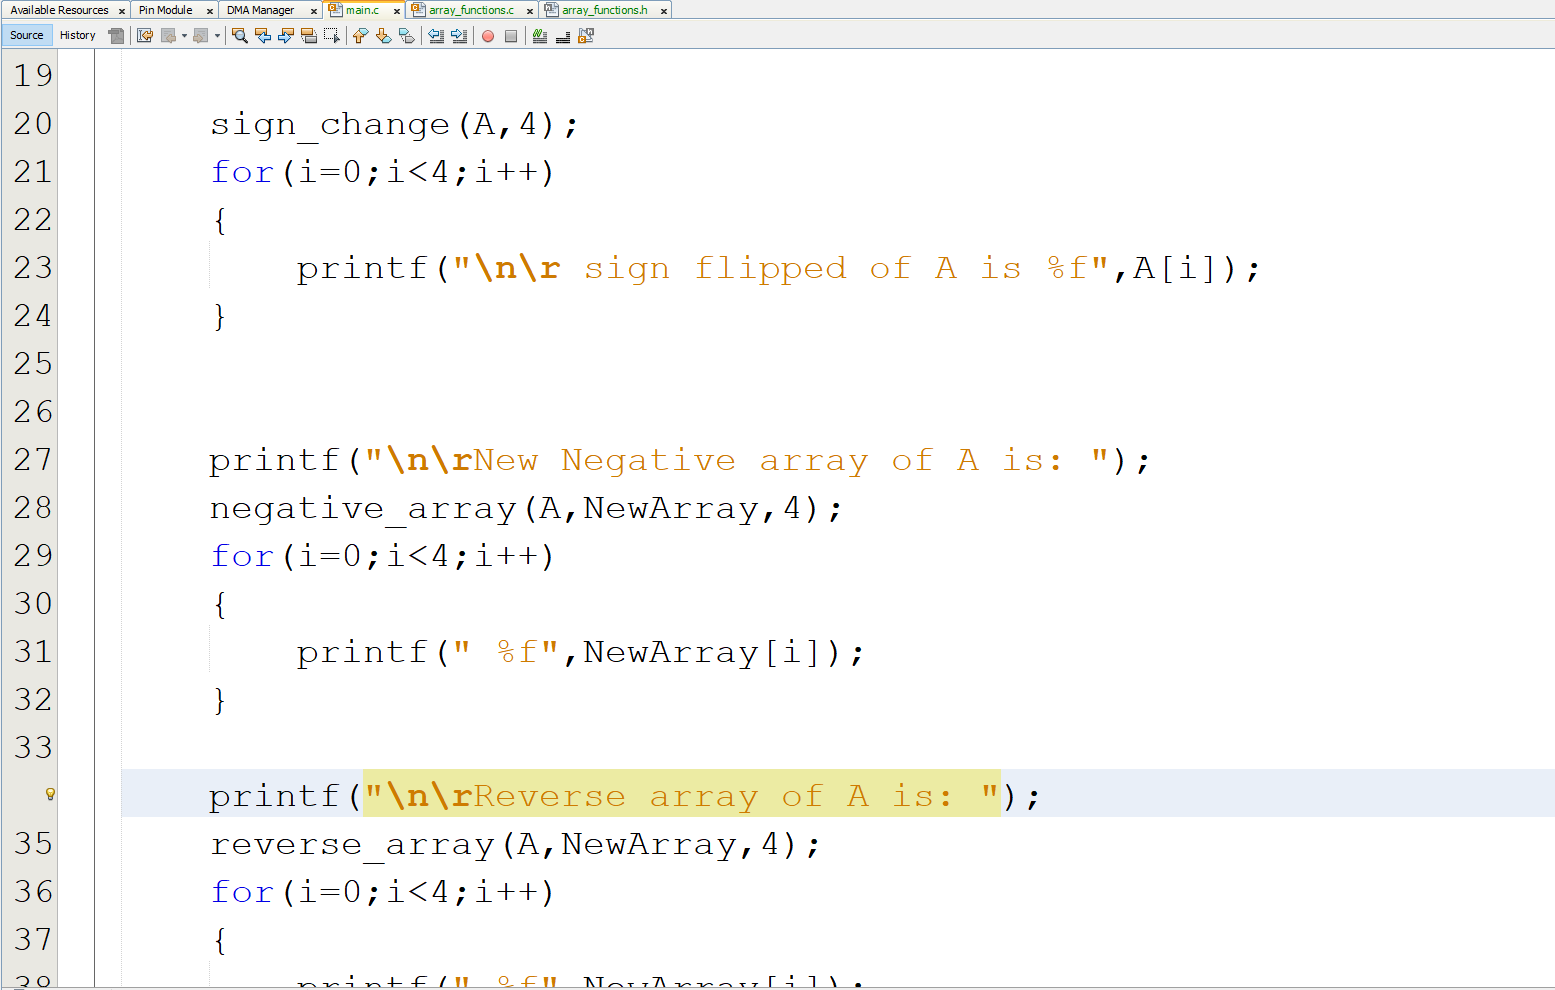 Available Resources x Pin Module x DMA Manager x main.c x array_functions.c x array_functions.h x
Source History
19
20 sign_change(A,4);
21 for(i=0;i<4;i++)
22 {
23 printf("\n\r sign flipped of A is %f",A[i]);
24 }
25
26
27 printf("\n\rNew Negative array of A is: ");
28 negative_array(A,NewArray,4);
29 for(i=0;i<4;i++)
30 {
31 printf(" %f",NewArray[i]);
32 }
33
printf("\n\rReverse array of A is: ");
35 reverse_array(A,NewArray,4);
36 for(i=0;i<4;i++)
37 {
38 printf(" %f",NewArray[i]);